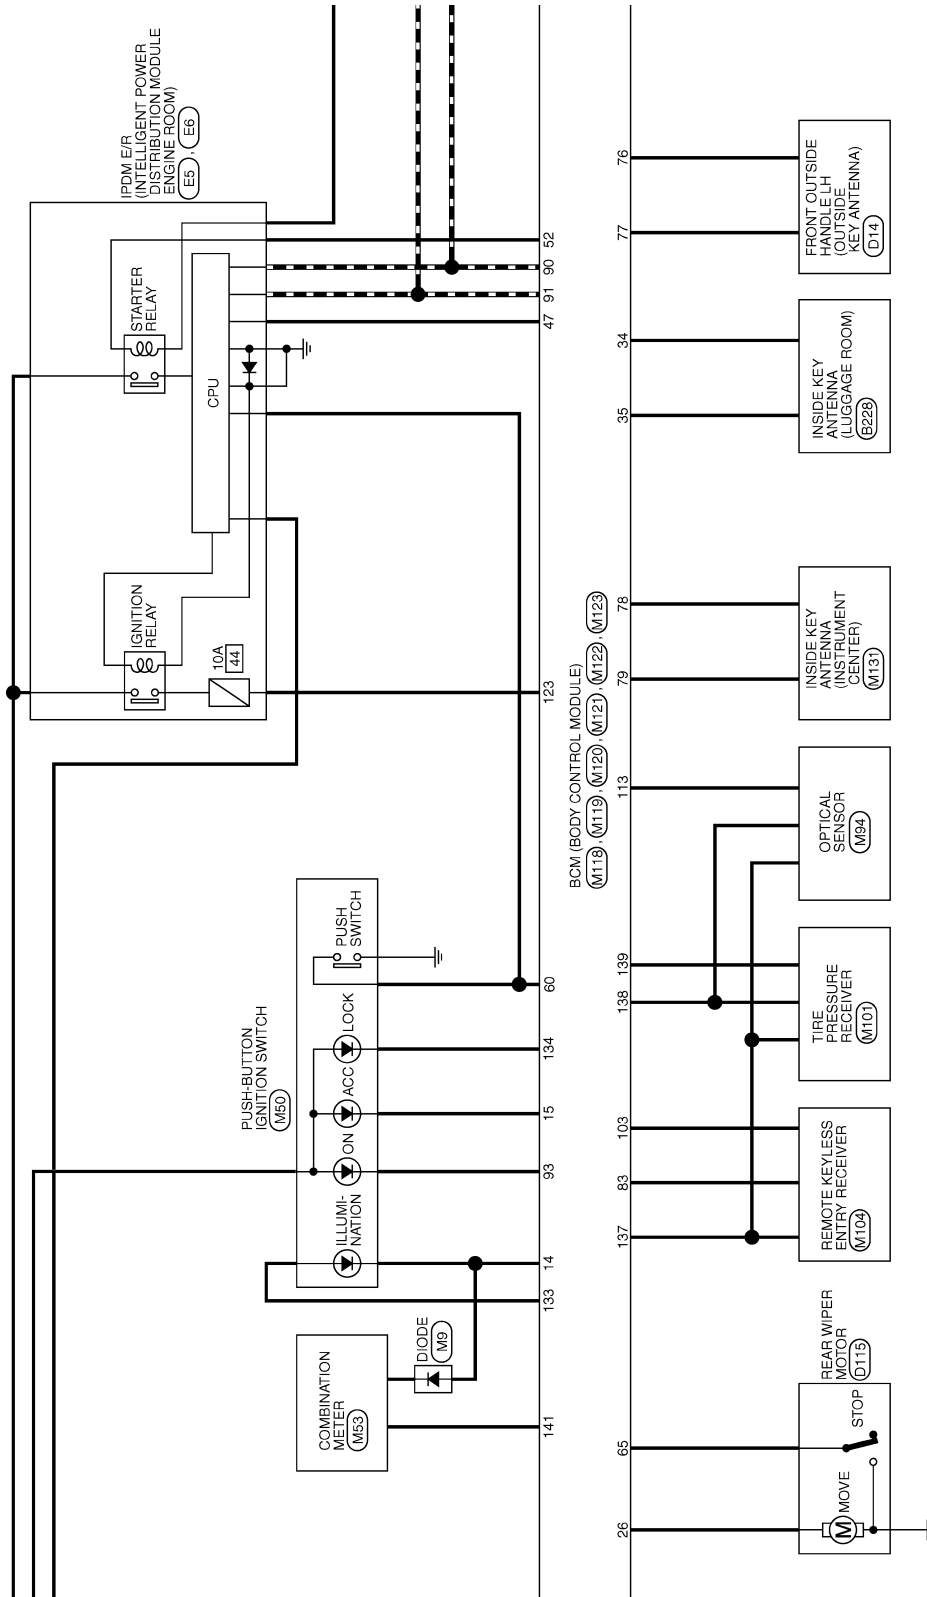 IPDM E/R
(INTELLIGENT POWER
DISTRIBUTION MODULE
ENGINE ROOM)
E5 , E6
STARTER
RELAY
CPU
IGNITION
RELAY
10A
44
52
90
91
47
123
PUSH-BUTTON
IGNITION SWITCH
M50
PUSH
SWITCH
LOCK
ACC
ON
ILLUMI-
NATION
60
134
15
93
14
133
141
COMBINATION
METER
M53
DIODE
M9
BCM (BODY CONTROL MODULE)
M118 , M119 , M120 , M121 , M122 , M123
76
77
34
35
78
79
113
139
138
103
83
137
65
26
FRONT OUTSIDE
HANDLE LH
(OUTSIDE
KEY ANTENNA)
D14
INSIDE KEY
ANTENNA
(LUGGAGE ROOM)
B228
INSIDE KEY
ANTENNA
(INSTRUMENT
CENTER)
M131
OPTICAL
SENSOR
M94
TIRE
PRESSURE
RECEIVER
M101
REMOTE KEYLESS
ENTRY RECEIVER
M104
REAR WIPER
MOTOR
D115
STOP
MOVE
M